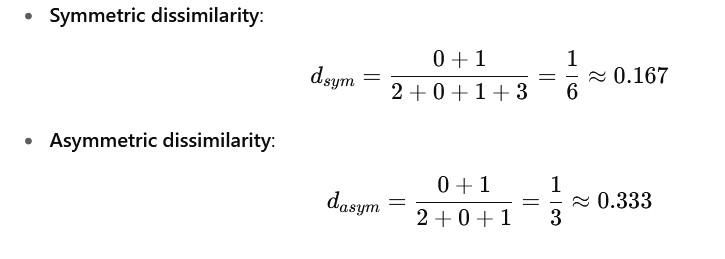 • Symmetric dissimilarity:
d_sym = (0 + 1)/(2 + 0 + 1 + 3) = 1/6 ≈ 0.167
• Asymmetric dissimilarity:
d_asym = (0 + 1)/(2 + 0 + 1) = 1/3 ≈ 0.333